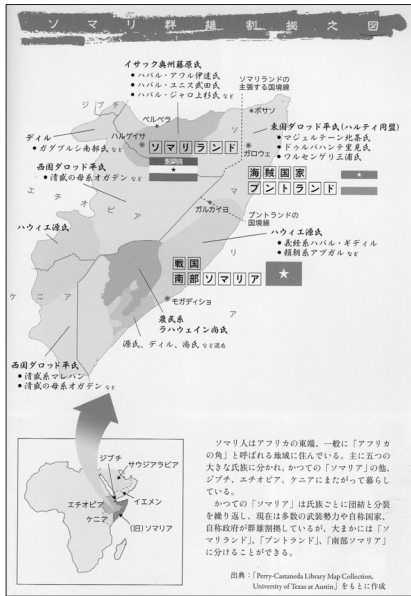 ソマリ群雄割拠之図
イサック奥州藤原氏
●ハバル・アワル伊達氏
●ハバル・ユニス武田氏
●ハバル・ジャロ上杉氏 など
ソマリランドの
主張する国境線
ジブチ
ベルベラ
ボサソ
ディル
●ガダブルシ南部氏 など
ハルゲイサ
ソマリランド
東国ダロッド平氏(ハルティ同盟)
●マジェルテーン北条氏
●ドゥルバハンテ里見氏
●ワルセンゲリ三浦氏
ガロウェ
西国ダロッド平氏
●清盛の母系オガデン など
海賊国家
プントランド
エチオピア
ガルカイヨ
プントランドの
国境線
ソマリア
ハウィエ源氏
ハウィエ源氏
●義経系ハバル・ギディル
●頼朝系アブガル など
戦国
南部ソマリア
ケニア
モガディショ
農民系
ラハウェイン尚氏
源氏、ディル、尚氏 など混在
西国ダロッド平氏
●清盛系マレハン
●清盛の母系オガデン など
ジブチ
サウジアラビア
エチオピア
イエメン
ケニア
(旧)ソマリア
ソマリ人はアフリカの東端、一般に「アフリカ
の角」と呼ばれる地域に住んでいる。主に五つの
大きな氏族に分かれ、かつての「ソマリア」の他、
ジブチ、エチオピア、ケニアにまたがって暮らし
ている。
かつての「ソマリア」は氏族ごとに団結と分裂
を繰り返し、現在は多数の武装勢力や自称国家、
自称政府が群雄割拠しているが、大まかには「ソ
マリランド」、「プントランド」、「南部ソマリア」
に分けることができる。
出典:「Perry-Castaneda Library Map Collection,
University of Texas at Austin」をもとに作成